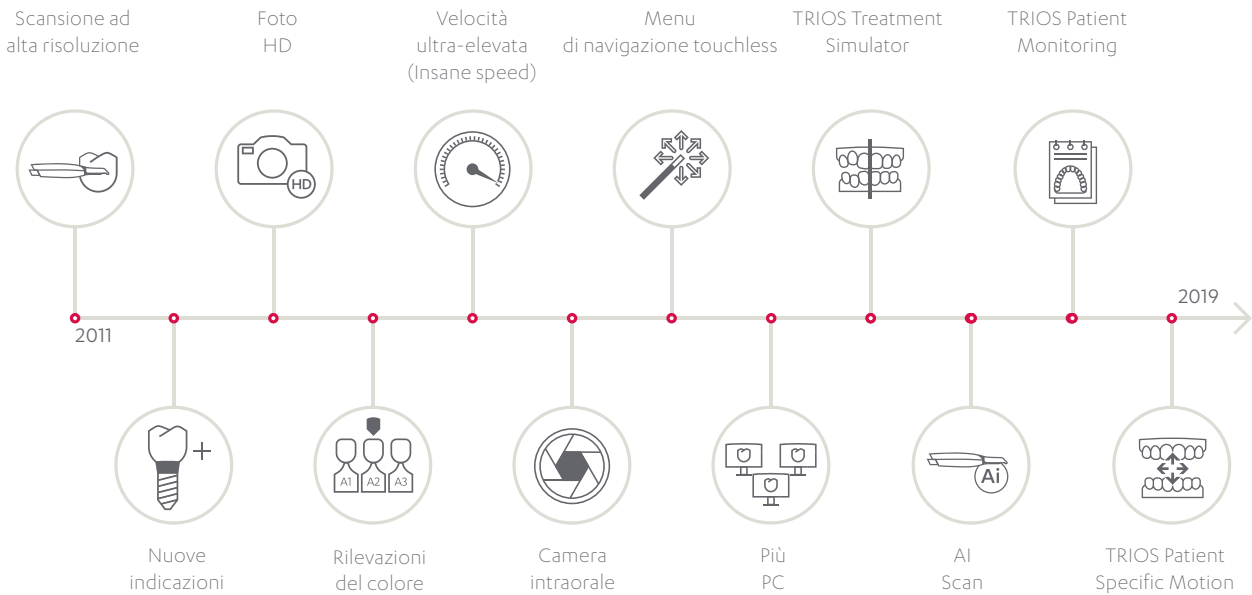 Scansione ad
alta risoluzione
Foto
HD
Velocità
ultra-elevata
(Insane speed)
Menu
di navigazione touchless
TRIOS Treatment
Simulator
TRIOS Patient
Monitoring
HD
2019
2011
A1
A2
A3
Ai
Nuove
indicazioni
Rilevazioni
del colore
Camera
intraorale
Più
PC
AI
Scan
TRIOS Patient
Specific Motion